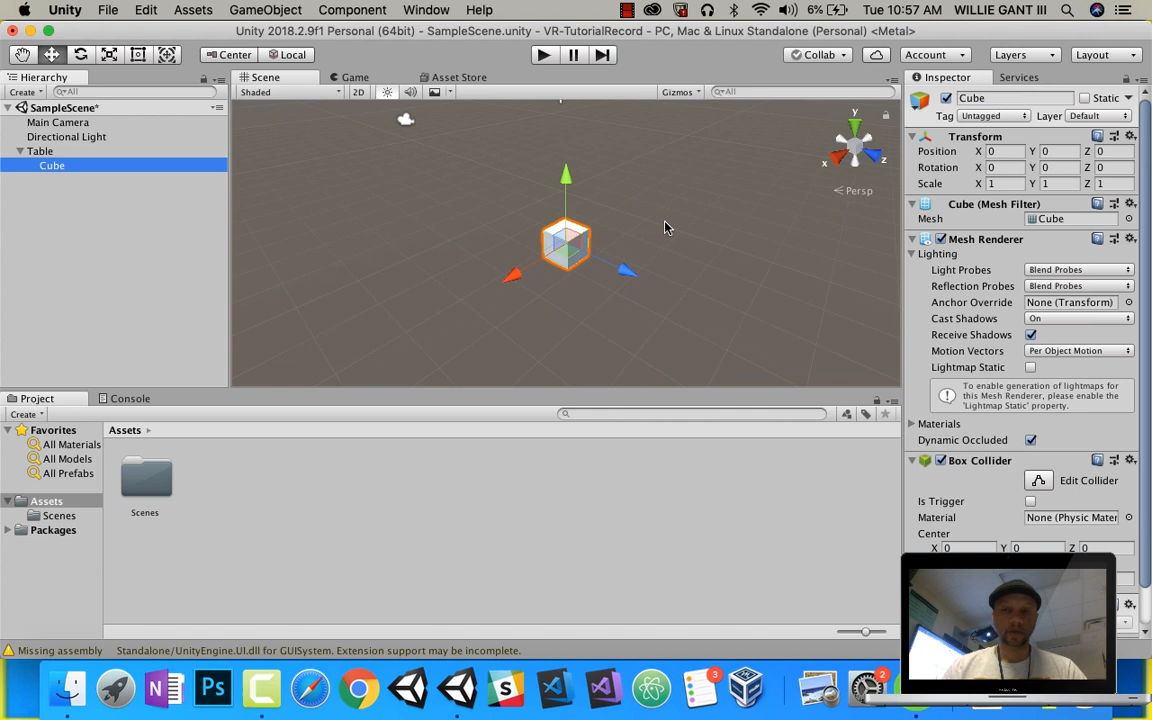 Unity File Edit Assets GameObject Component Window Help 6% Tue 10:57 AM WILLIE GANT III
Unity 2018.2.9f1 Personal (64bit) - SampleScene.unity - VR-TutorialRecord - PC, Mac & Linux Standalone (Personal) <Metal>
Center Local Collab Account Layers Layout
Hierarchy Scene Game Asset Store Inspector Services
Create All Shaded 2D Gizmos All Cube Static
SampleScene* Tag Untagged Layer Default
Main Camera
Directional Light
Table
Cube
y
x
z
Persp
Transform
Position X 0 Y 0 Z 0
Rotation X 0 Y 0 Z 0
Scale X 1 Y 1 Z 1
Cube (Mesh Filter)
Mesh Cube
Mesh Renderer
Lighting
Light Probes Blend Probes
Reflection Probes Blend Probes
Anchor Override None (Transform)
Cast Shadows On
Receive Shadows
Motion Vectors Per Object Motion
Lightmap Static
To enable generation of lightmaps for
this Mesh Renderer, please enable the
'Lightmap Static' property.
Materials
Dynamic Occluded
Box Collider
Edit Collider
Is Trigger
Material None (Physic Mater
Center
X 0 Y 0 Z 0
Project Console
Create
Favorites
All Materials
All Models
All Prefabs
Assets
Scenes
Packages
Assets
Scenes
Missing assembly Standalone/UnityEngine.UI.dll for GUISystem. Extension support may be incomplete.
N Ps C S 3 2